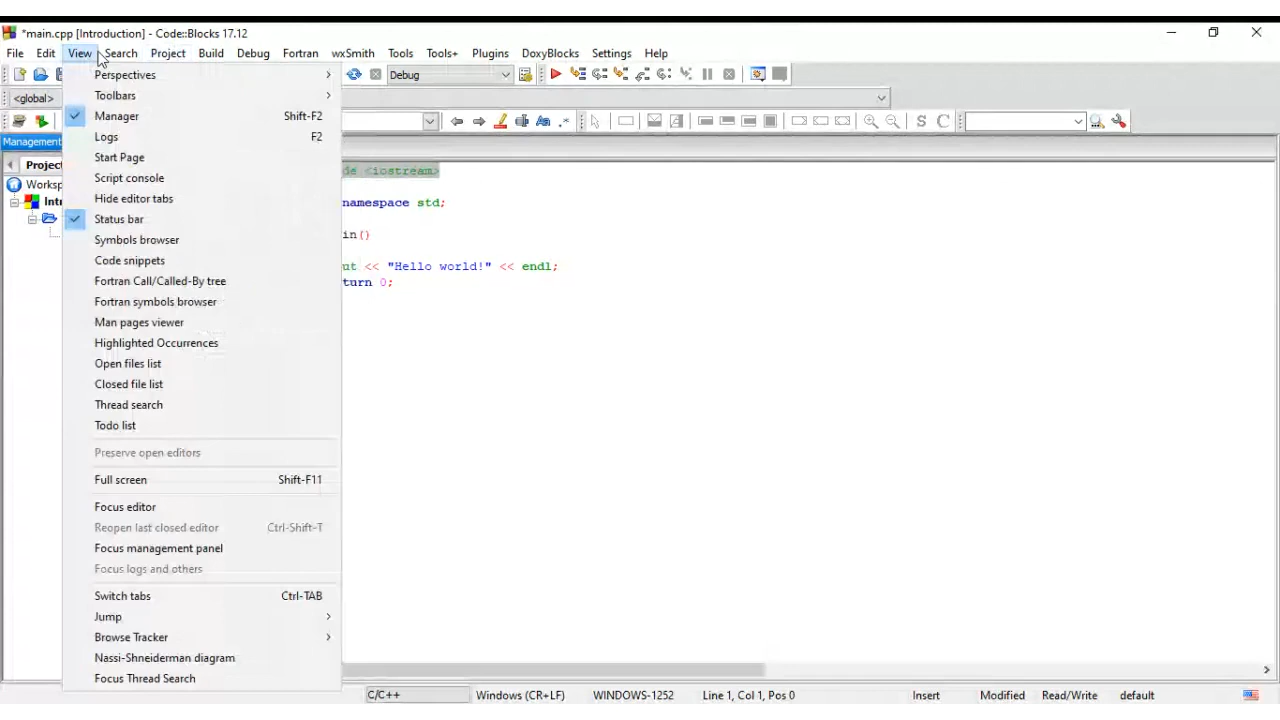 *main.cpp [Introduction] - Code::Blocks 17.12
File Edit View Search Project Build Debug Fortran wxSmith Tools Tools+ Plugins DoxyBlocks Settings Help
Debug
<global>
S C
Management
Projec
Worksp
Int
Perspectives
Toolbars
Manager Shift-F2
Logs F2
Start Page
Script console
Hide editor tabs
Status bar
Symbols browser
Code snippets
Fortran Call/Called-By tree
Fortran symbols browser
Man pages viewer
Highlighted Occurrences
Open files list
Closed file list
Thread search
Todo list
Preserve open editors
Full screen Shift-F11
Focus editor
Reopen last closed editor Ctrl-Shift-T
Focus management panel
Focus logs and others
Switch tabs Ctrl-TAB
Jump
Browse Tracker
Nassi-Shneiderman diagram
Focus Thread Search
de <iostream>
namespace std;
in()
ut << "Hello world!" << endl;
turn 0;
C/C++ Windows (CR+LF) WINDOWS-1252 Line 1, Col 1, Pos 0 Insert Modified Read/Write default